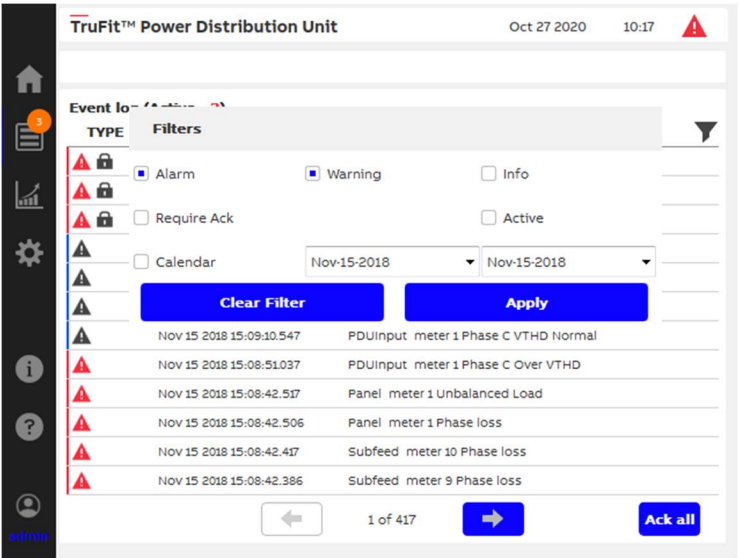 TruFit™ Power Distribution Unit Oct 27 2020 10:17
3
Event log (Active 3)
TYPE
Filters
Alarm Warning Info
Require Ack Active
Calendar Nov-15-2018 Nov-15-2018
Clear Filter Apply
Nov 15 2018 15:09:10.547 PDUInput meter 1 Phase C VTHD Normal
Nov 15 2018 15:08:51.037 PDUInput meter 1 Phase C Over VTHD
Nov 15 2018 15:08:42.517 Panel meter 1 Unbalanced Load
Nov 15 2018 15:08:42.506 Panel meter 1 Phase loss
Nov 15 2018 15:08:42.417 Subfeed meter 10 Phase loss
Nov 15 2018 15:08:42.386 Subfeed meter 9 Phase loss
1 of 417 Ack all
admin